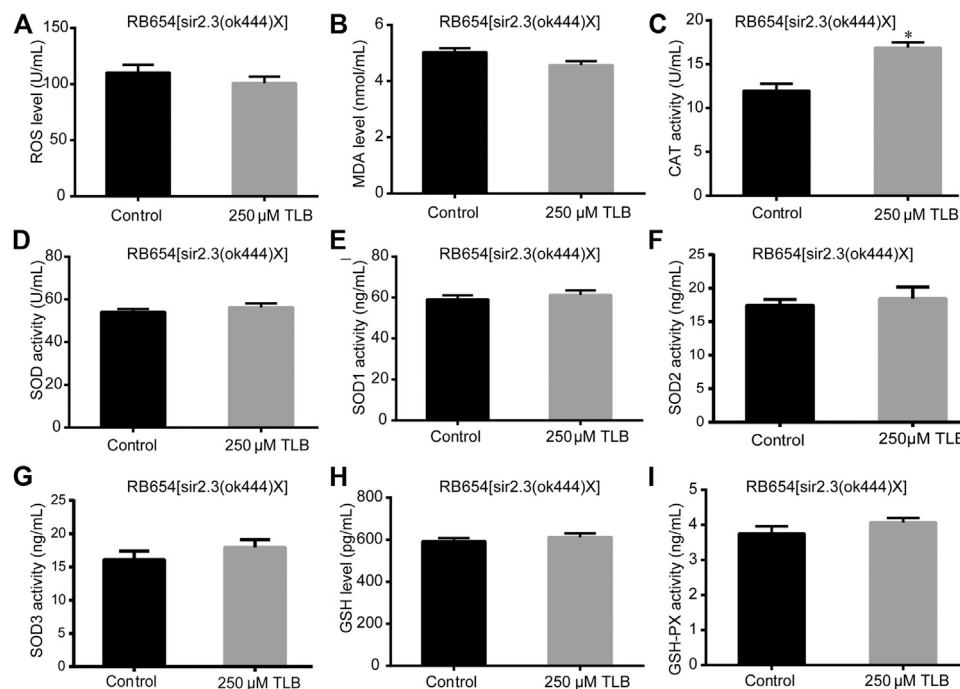 A
RB654[sir2.3(ok444)X]
ROS level (U/mL)
150
100
50
0
Control
250 µM TLB
B
RB654[sir2.3(ok444)X]
MDA level (nmol/mL)
6
4
2
0
Control
250 µM TLB
C
RB654[sir2.3(ok444)X]
CAT activity (U/mL)
20
15
10
5
0
*
Control
250 µM TLB
D
RB654[sir2.3(ok444)X]
SOD activity (U/mL)
80
60
40
20
0
Control
250 µM TLB
E
RB654[sir2.3(ok444)X]
SOD1 activity (ng/mL)
80
60
40
20
0
Control
250 µM TLB
F
RB654[sir2.3(ok444)X]
SOD2 activity (ng/mL)
25
20
15
10
5
0
Control
250µM TLB
G
RB654[sir2.3(ok444)X]
SOD3 activity (ng/mL)
25
20
15
10
5
0
Control
250 µM TLB
H
RB654[sir2.3(ok444)X]
GSH level (pg/mL)
800
600
400
200
0
Control
250 µM TLB
I
RB654[sir2.3(ok444)X]
GSH-PX activity (ng/mL)
5
4
3
2
1
0
Control
250 µM TLB